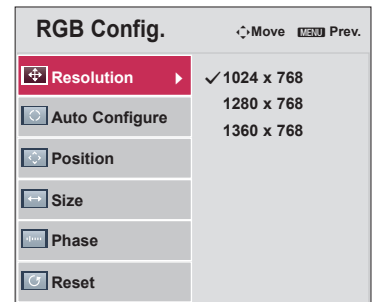 RGB Config.
Move MENU Prev.
Resolution
✓ 1024 x 768
1280 x 768
1360 x 768
Auto Configure
Position
Size
Phase
Reset